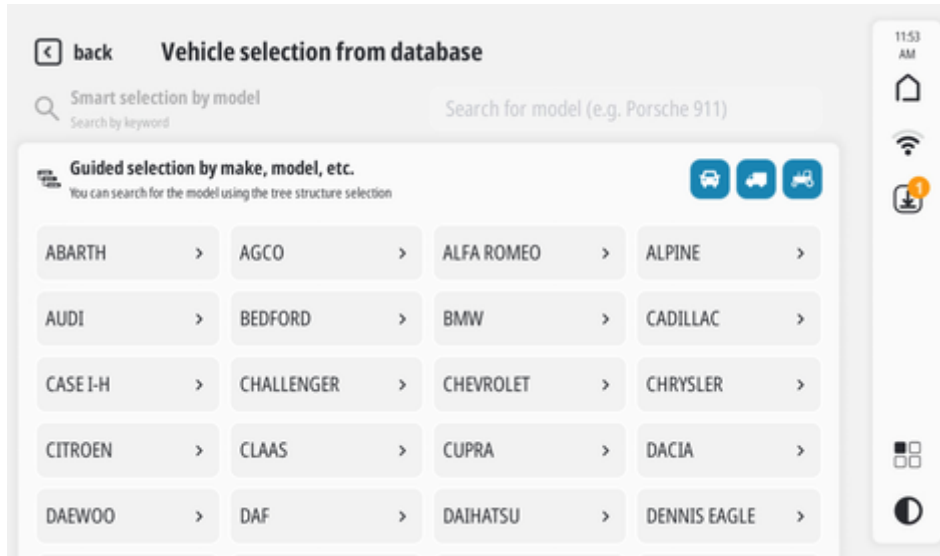 back Vehicle selection from database
Smart selection by model
Search by keyword
Search for model (e.g. Porsche 911)
Guided selection by make, model, etc.
You can search for the model using the tree structure selection
ABARTH > AGCO > ALFA ROMEO > ALPINE >
AUDI > BEDFORD > BMW > CADILLAC >
CASE I-H > CHALLENGER > CHEVROLET > CHRYSLER >
CITROEN > CLAAS > CUPRA > DACIA >
DAEWOO > DAF > DAIHATSU > DENNIS EAGLE >
11:53
AM
1